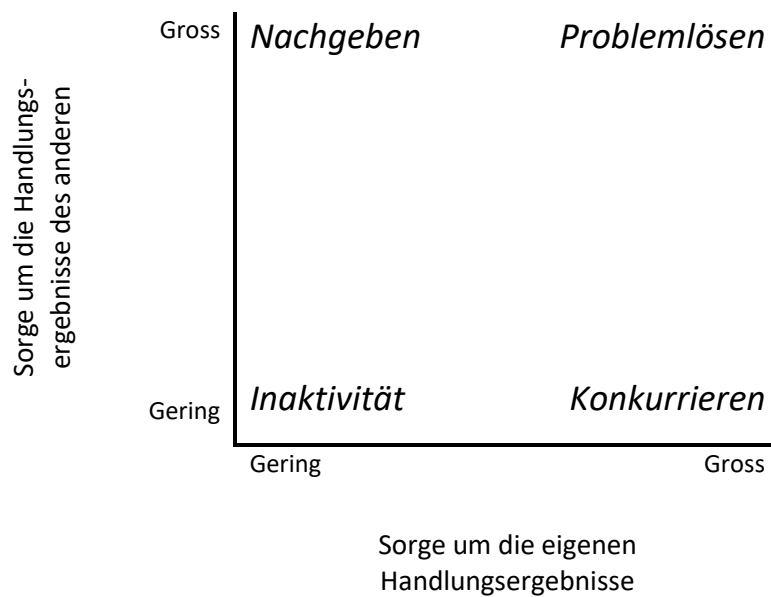 Gross
Nachgeben
Problemlösen
Sorge um die Handlungs-
ergebnisse des anderen
Gering
Inaktivität
Konkurrieren
Gering
Gross
Sorge um die eigenen
Handlungsergebnisse